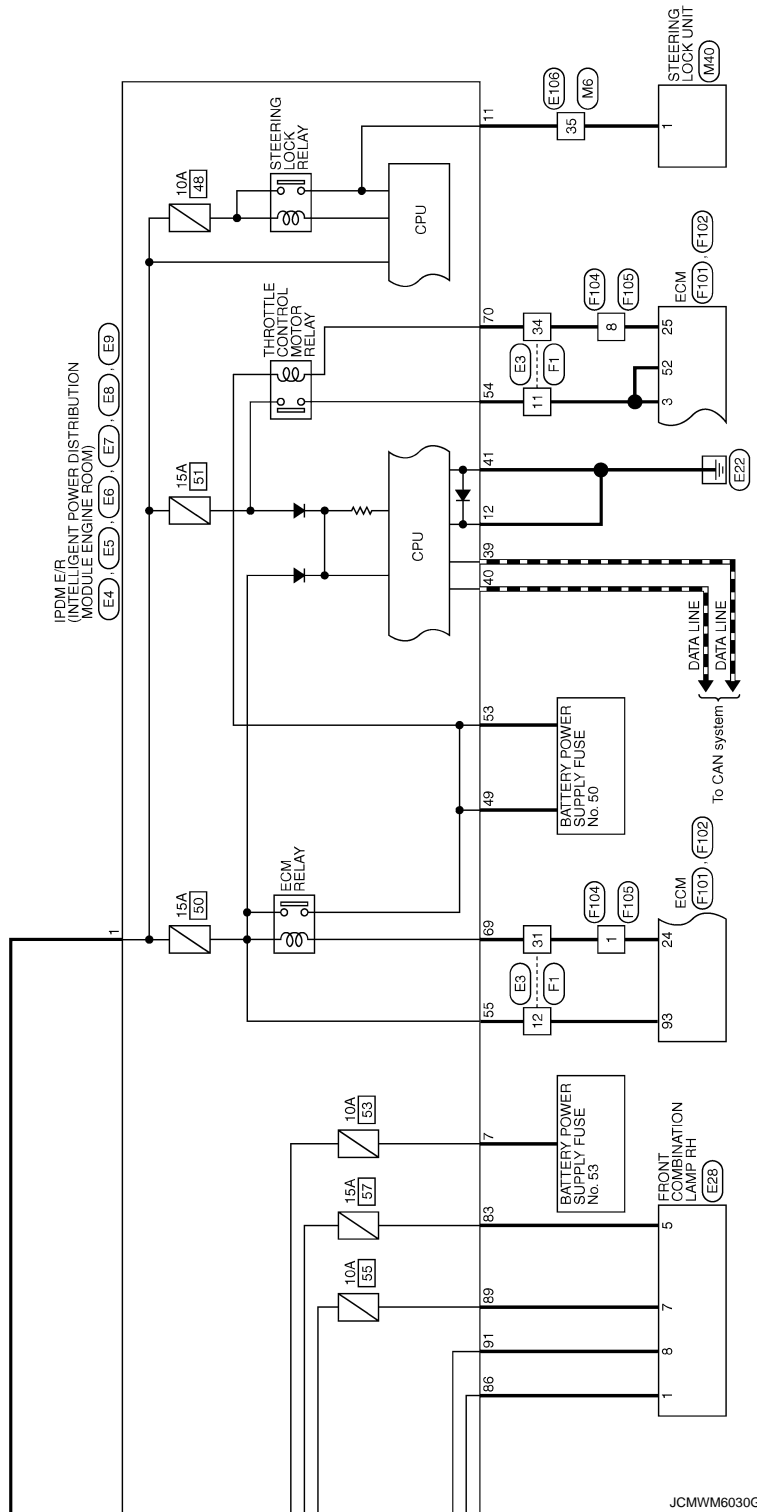 IPDM E/R
(INTELLIGENT POWER DISTRIBUTION
MODULE ENGINE ROOM)
E4 , E5 , E6 , E7 , E8 , E9
1
10A
53
15A
57
10A
55
15A
50
15A
51
10A
48
ECM
RELAY
THROTTLE
CONTROL
MOTOR
RELAY
STEERING
LOCK
RELAY
CPU
CPU
86
91
89
83
7
55
69
49
53
40
39
12
41
54
70
11
E3
F1
12
31
F104
F105
1
E3
F1
11
34
F104
F105
8
E106
M6
35
1
8
7
5
FRONT
COMBINATION
LAMP RH
E28
BATTERY POWER
SUPPLY FUSE
No. 53
93
24
ECM
F101 , F102
BATTERY POWER
SUPPLY FUSE
No. 50
DATA LINE
DATA LINE
To CAN system
E22
3
52
25
ECM
F101 , F102
1
STEERING
LOCK UNIT
M40
JCMWM6030G